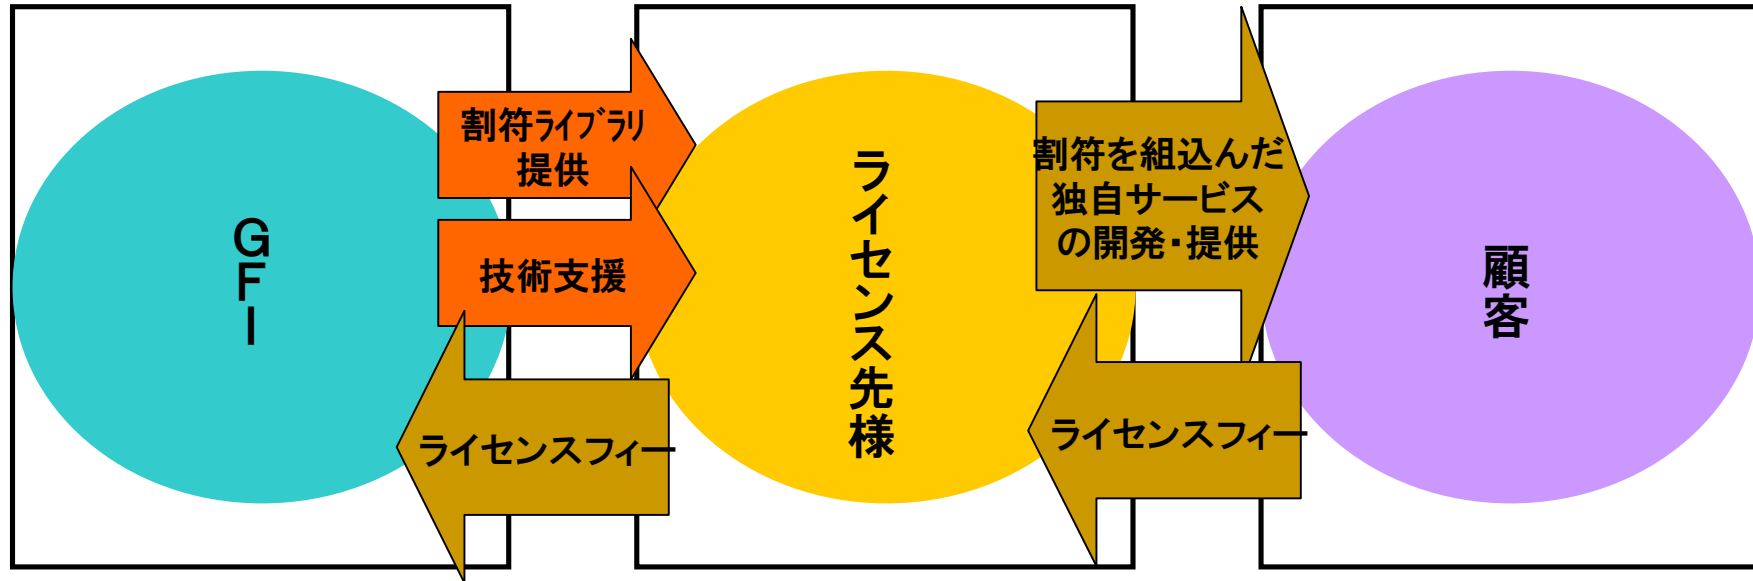 GFI
割符ライブラリ
提供
技術支援
ライセンスフィー
ライセンス先様
割符を組込んだ
独自サービス
の開発・提供
ライセンスフィー
顧客